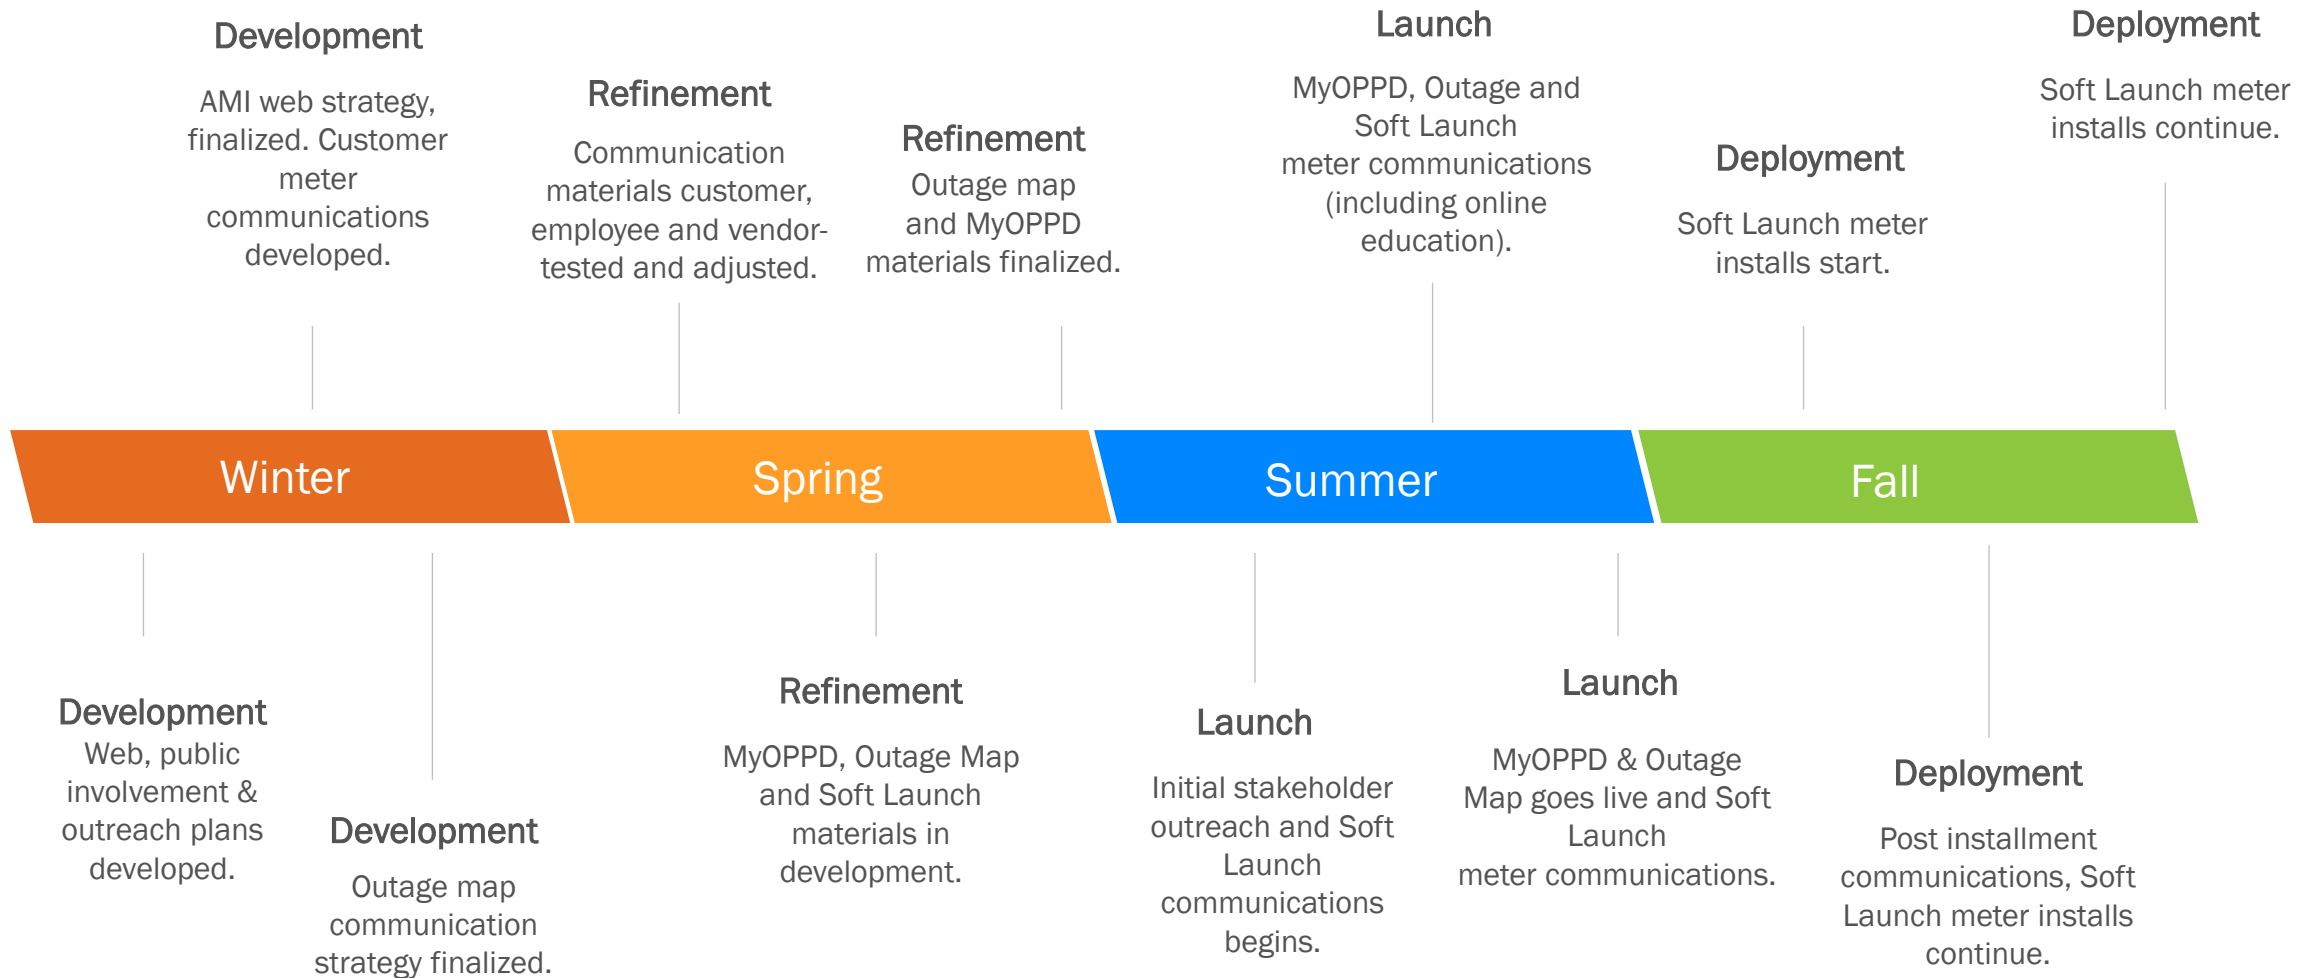 Development
AMI web strategy,
finalized. Customer
meter
communications
developed.
Refinement
Communication
materials customer,
employee and vendor-
tested and adjusted.
Refinement
Outage map
and MyOPPD
materials finalized.
Launch
MyOPPD, Outage and
Soft Launch
meter communications
(including online
education).
Deployment
Soft Launch meter
installs start.
Deployment
Soft Launch meter
installs continue.
Winter
Spring
Summer
Fall
Development
Web, public
involvement &
outreach plans
developed.
Development
Outage map
communication
strategy finalized.
Refinement
MyOPPD, Outage Map
and Soft Launch
materials in
development.
Launch
Initial stakeholder
outreach and Soft
Launch
communications
begins.
Launch
MyOPPD & Outage
Map goes live and Soft
Launch
meter communications.
Deployment
Post installment
communications, Soft
Launch meter installs
continue.